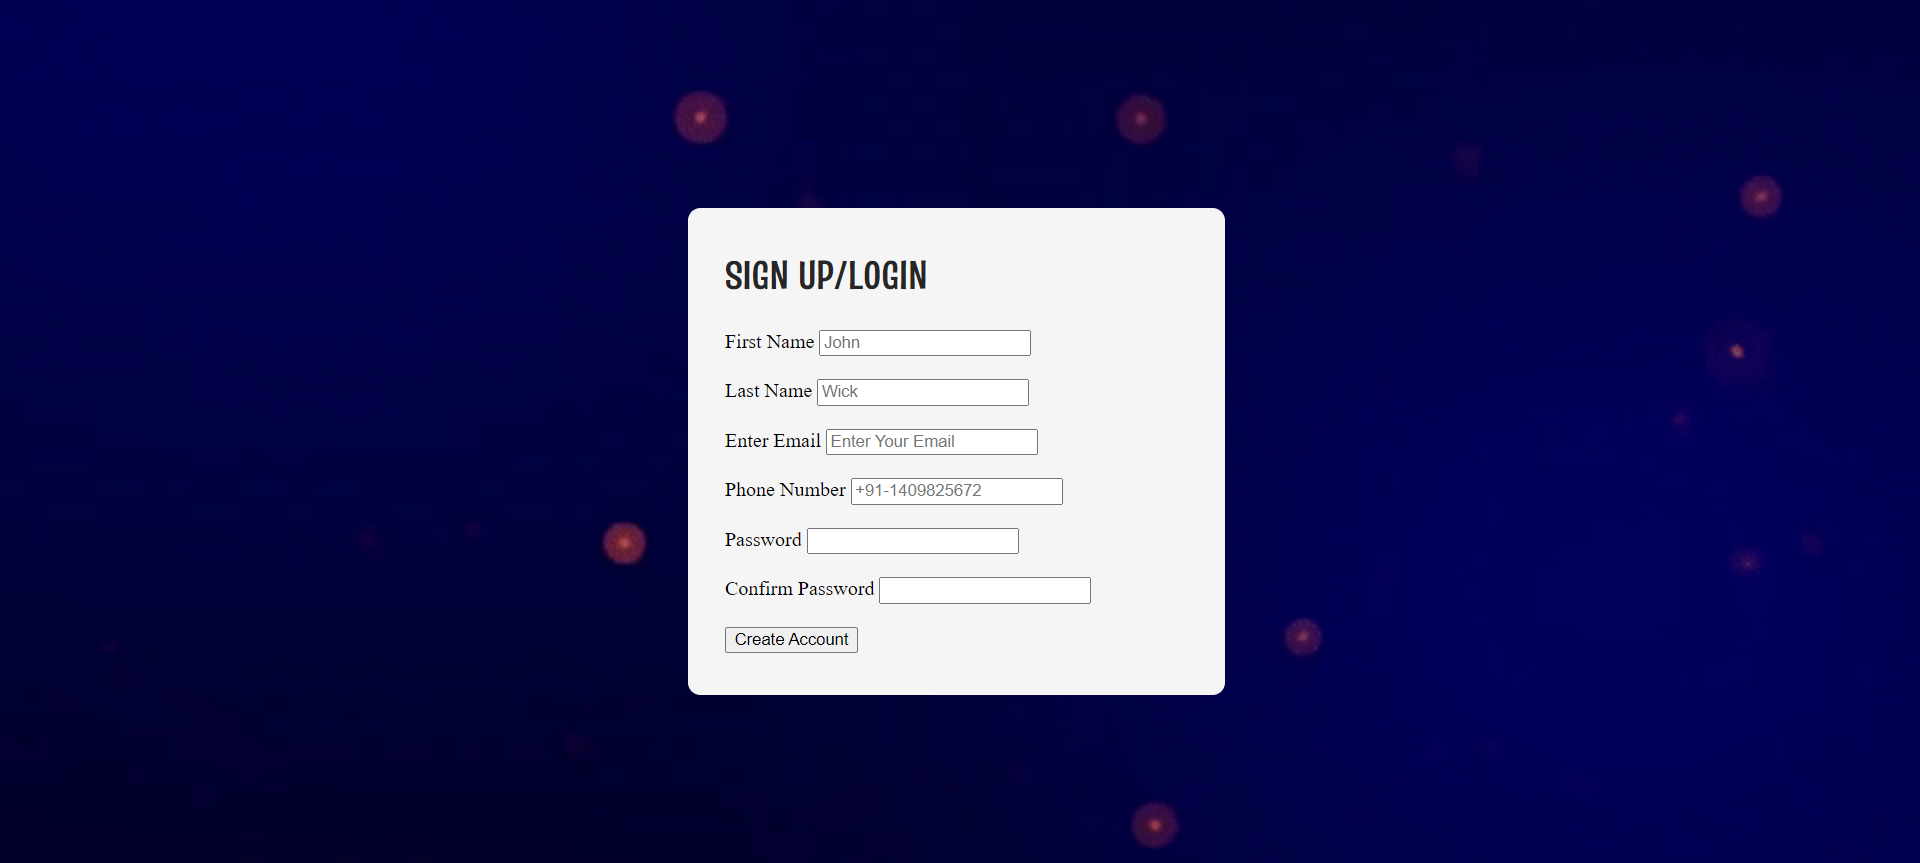 SIGN UP/LOGIN
First Name John
Last Name Wick
Enter Email Enter Your Email
Phone Number +91-1409825672
Password
Confirm Password
Create Account